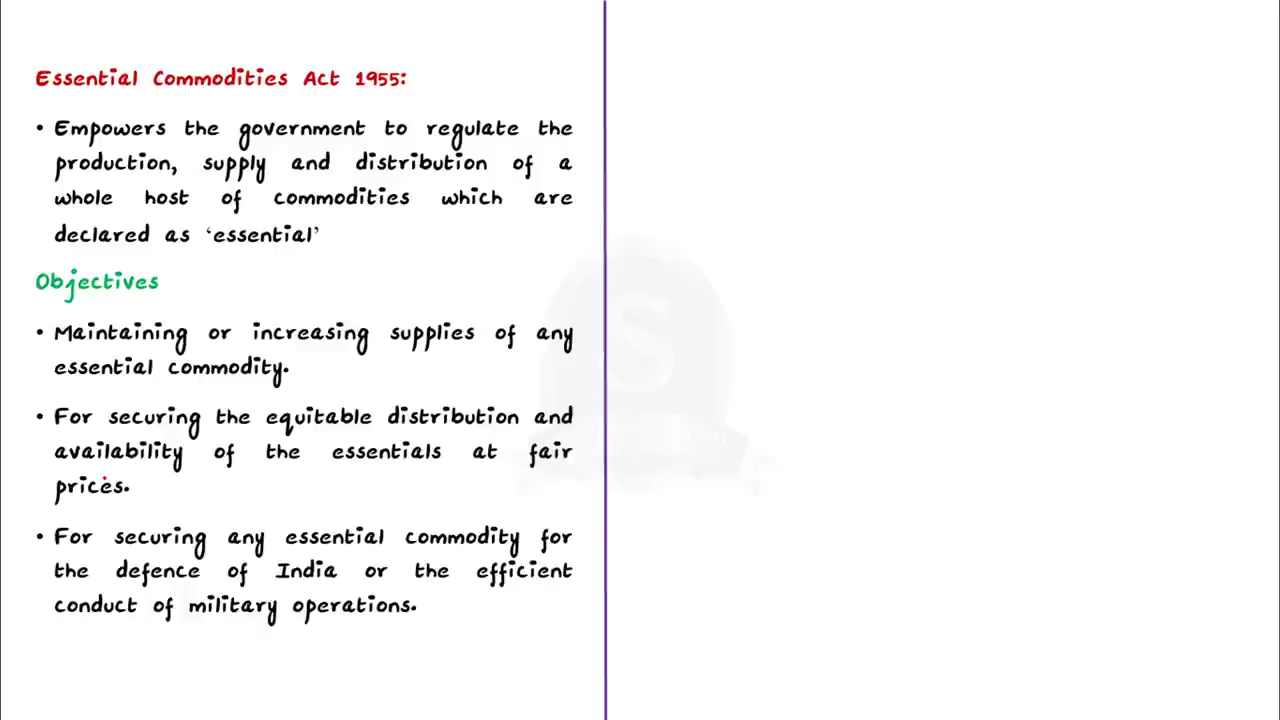 Essential Commodities Act 1955:
• Empowers the government to regulate the
production, supply and distribution of a
whole host of commodities which are
declared as ‘essential’
Objectives
• Maintaining or increasing supplies of any
essential commodity.
• For securing the equitable distribution and
availability of the essentials at fair
prices.
• For securing any essential commodity for
the defence of India or the efficient
conduct of military operations.
S